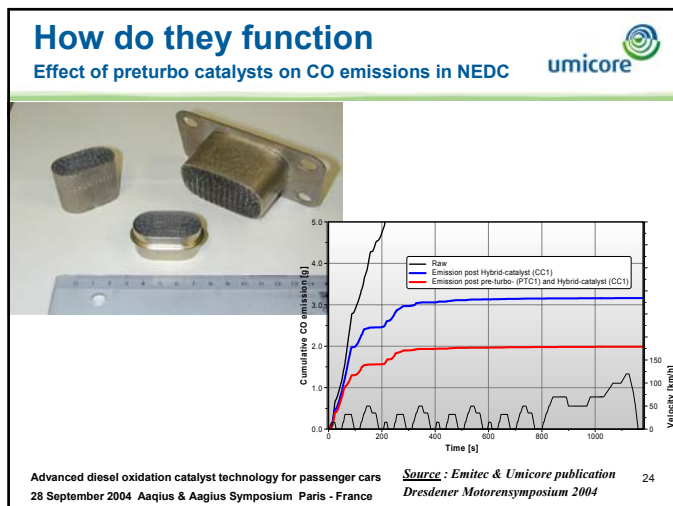 How do they function
Effect of preturbo catalysts on CO emissions in NEDC
umicore
Raw
Emission post Hybrid-catalyst (CC1)
Emission post pre-turbo- (PTC1) and Hybrid-catalyst (CC1)
Cumulative CO emission [g]
5.0
4.0
3.0
2.0
1.0
0.0
150
100
50
0
Velocity [km/h]
0 200 400 600 800 1000
Time [s]
Advanced diesel oxidation catalyst technology for passenger cars
28 September 2004 Aaqius & Aagius Symposium Paris - France
Source : Emitec & Umicore publication
Dresdener Motorensymposium 2004
24